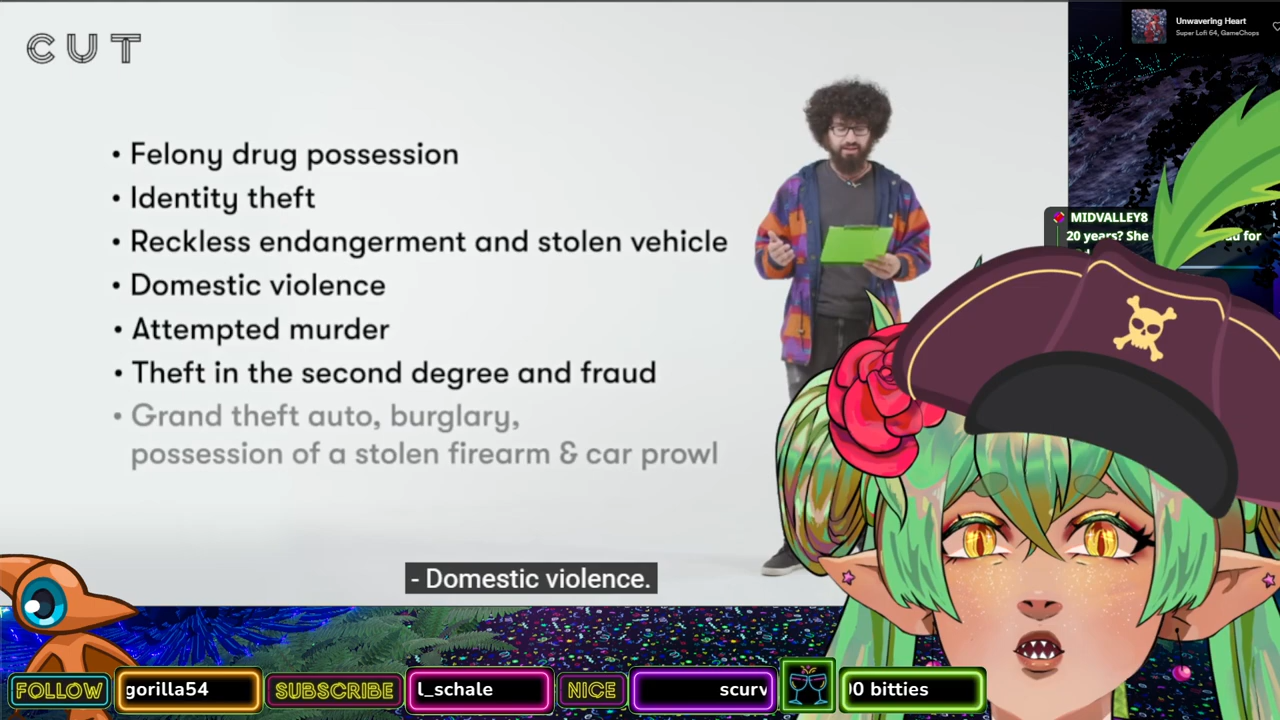 CUT
Unwavering Heart
Super Lofi 64, GameChops
• Felony drug possession
• Identity theft
• Reckless endangerment and stolen vehicle
• Domestic violence
• Attempted murder
• Theft in the second degree and fraud
• Grand theft auto, burglary,
possession of a stolen firearm & car prowl
MIDVALLEY8
20 years? She for
- Domestic violence.
FOLLOW
gorilla54
SUBSCRIBE
l_schale
NICE
scurv
00 bitties